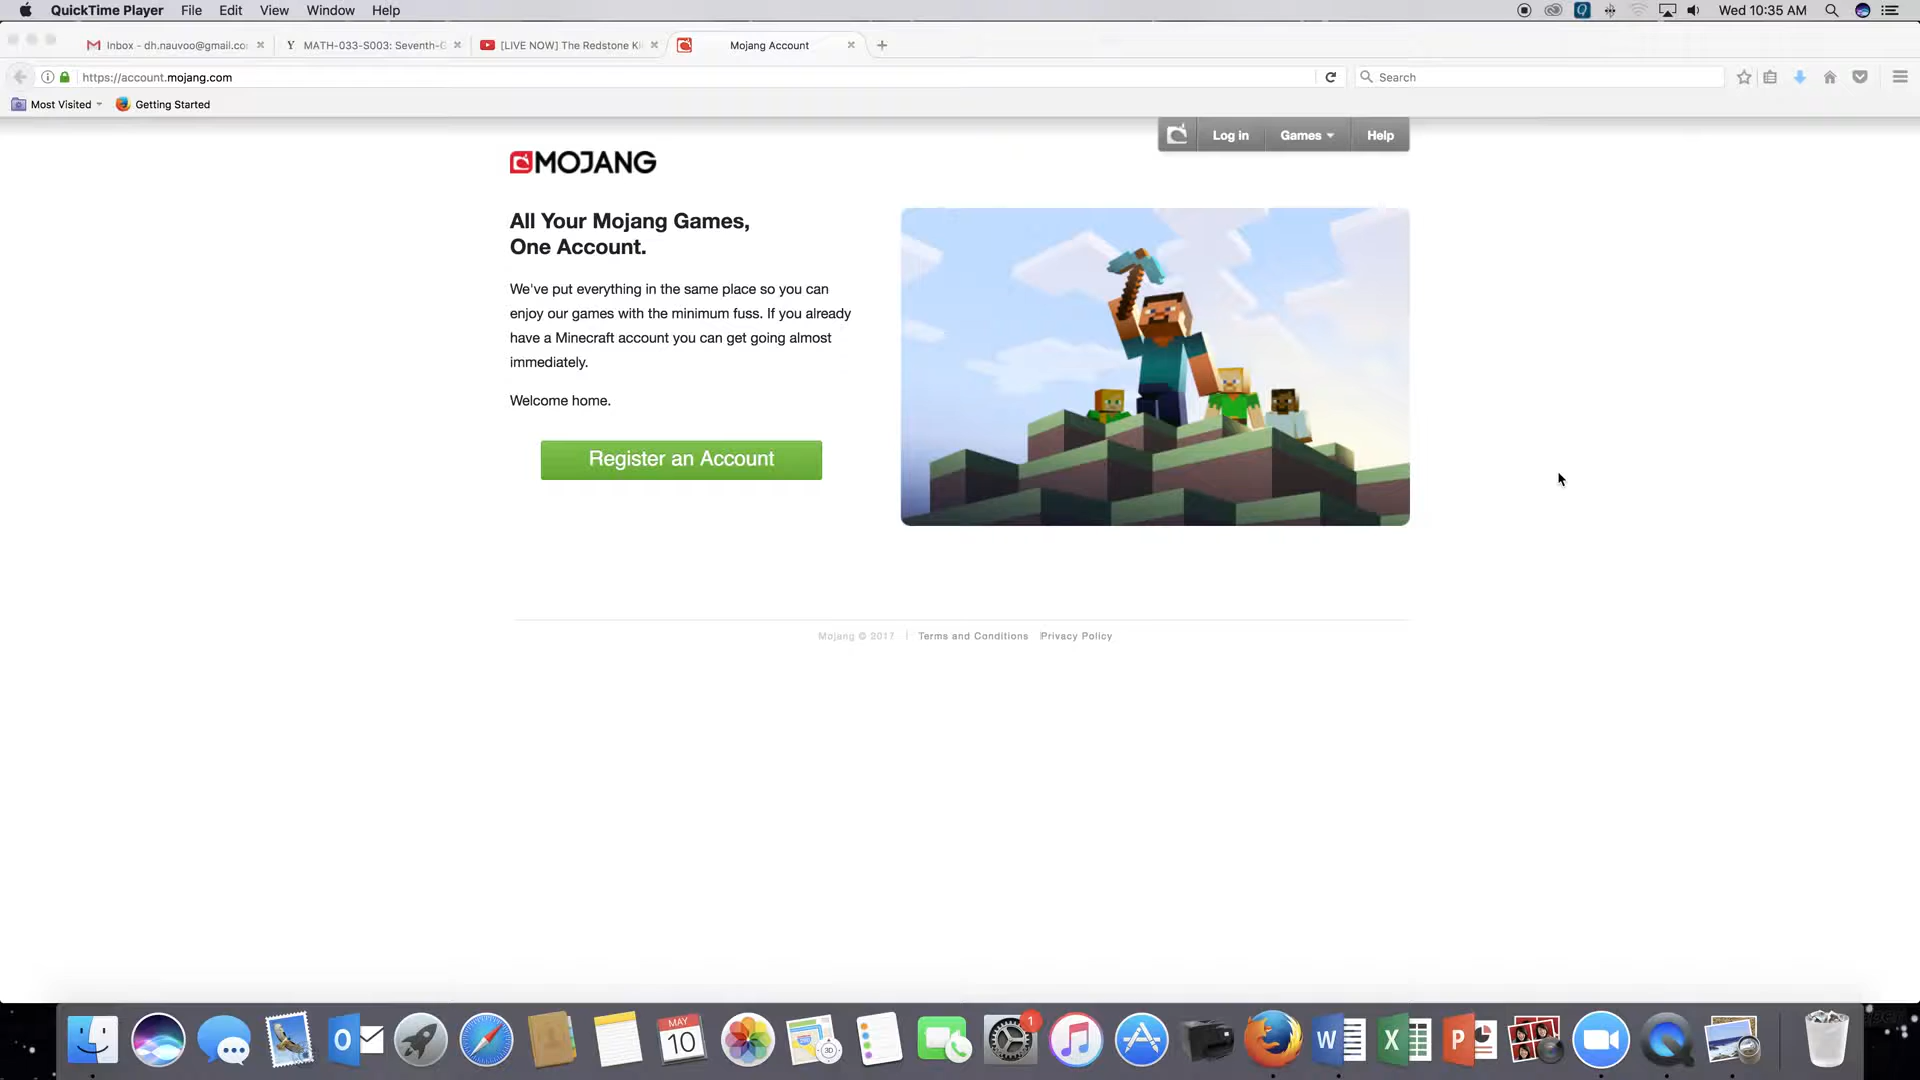 QuickTime Player File Edit View Window Help Wed 10:35 AM
Inbox - dh.nauvoo@gmail.co MATH-033-S003: Seventh-G [LIVE NOW] The Redstone Ki Mojang Account
https://account.mojang.com Search
Most Visited Getting Started
Log in Games Help
MOJANG
All Your Mojang Games,
One Account.
We've put everything in the same place so you can
enjoy our games with the minimum fuss. If you already
have a Minecraft account you can get going almost
immediately.
Welcome home.
Register an Account
Mojang © 2017 | Terms and Conditions Privacy Policy
MAY
10
3D
1